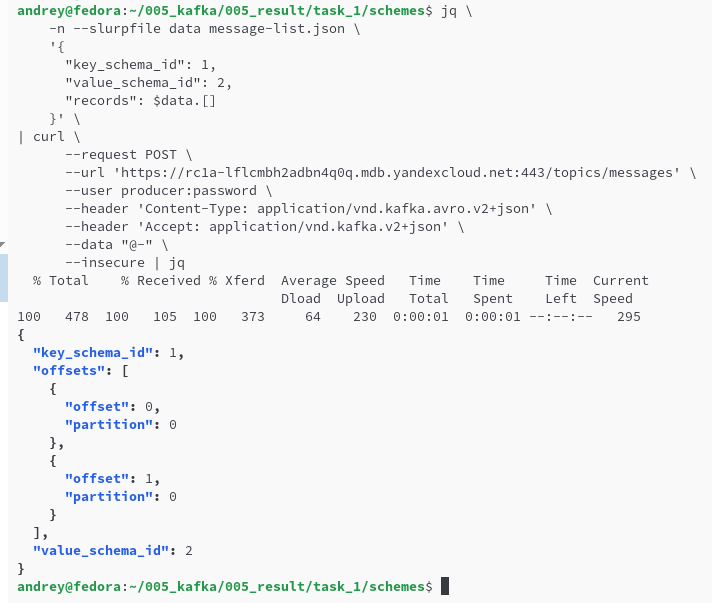 andrey@fedora:~/005_kafka/005_result/task_1/schemes$ jq \
    -n --slurpfile data message-list.json \
    '{
      "key_schema_id": 1,
      "value_schema_id": 2,
      "records": $data.[]
    }' \
| curl \
      --request POST \
      --url 'https://rc1a-lflcmbh2adbn4q0q.mdb.yandexcloud.net:443/topics/messages' \
      --user producer:password \
      --header 'Content-Type: application/vnd.kafka.avro.v2+json' \
      --header 'Accept: application/vnd.kafka.v2+json' \
      --data "@-" \
      --insecure | jq
  % Total    % Received % Xferd  Average Speed   Time    Time     Time  Current
                                 Dload  Upload   Total   Spent    Left  Speed
100   478  100   105  100   373     64    230  0:00:01  0:00:01 --:--:--   295
{
  "key_schema_id": 1,
  "offsets": [
    {
      "offset": 0,
      "partition": 0
    },
    {
      "offset": 1,
      "partition": 0
    }
  ],
  "value_schema_id": 2
}
andrey@fedora:~/005_kafka/005_result/task_1/schemes$